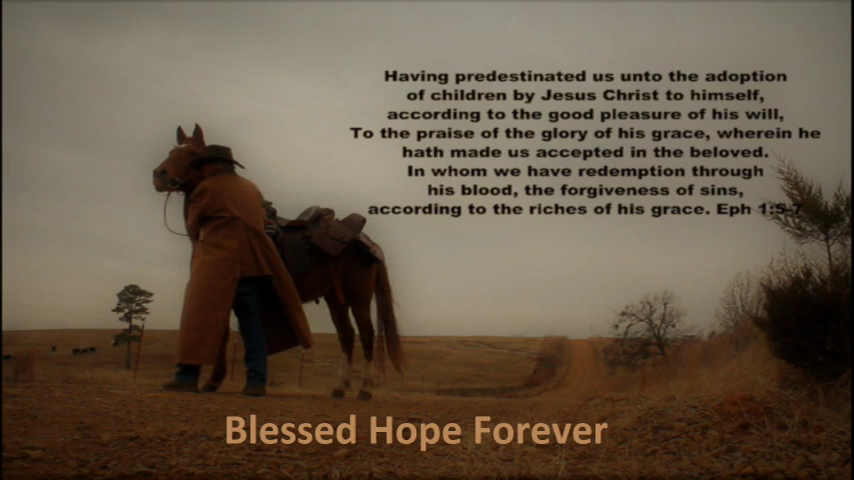 Having predestinated us unto the adoption
of children by Jesus Christ to himself,
according to the good pleasure of his will,
To the praise of the glory of his grace, wherein he
hath made us accepted in the beloved.
In whom we have redemption through
his blood, the forgiveness of sins,
according to the riches of his grace. Eph 1:5-7
Blessed Hope Forever